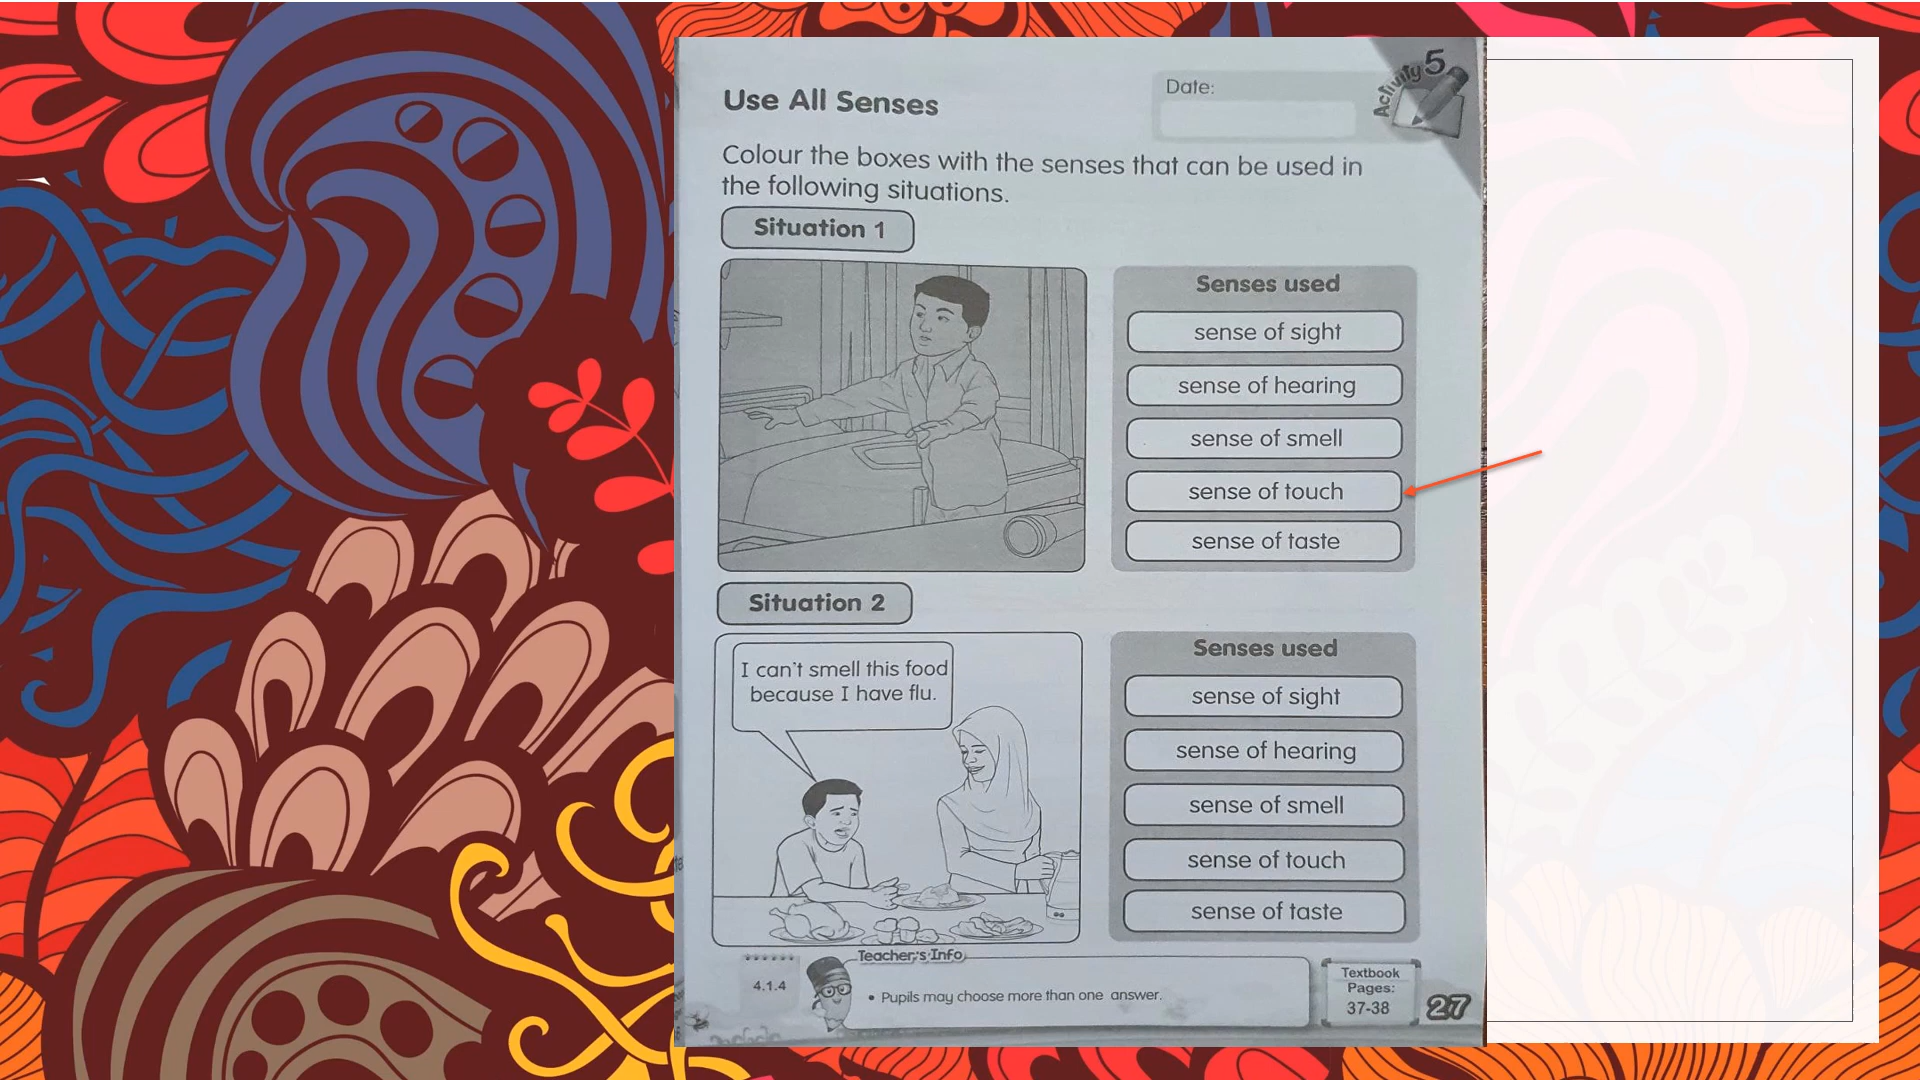 Use All Senses
Date:
Activity 5
Colour the boxes with the senses that can be used in
the following situations.
Situation 1
Senses used
sense of sight
sense of hearing
sense of smell
sense of touch
sense of taste
Situation 2
I can't smell this food
because I have flu.
Senses used
sense of sight
sense of hearing
sense of smell
sense of touch
sense of taste
4.1.4
Teacher's Info
• Pupils may choose more than one answer.
Textbook
Pages:
37-38
27